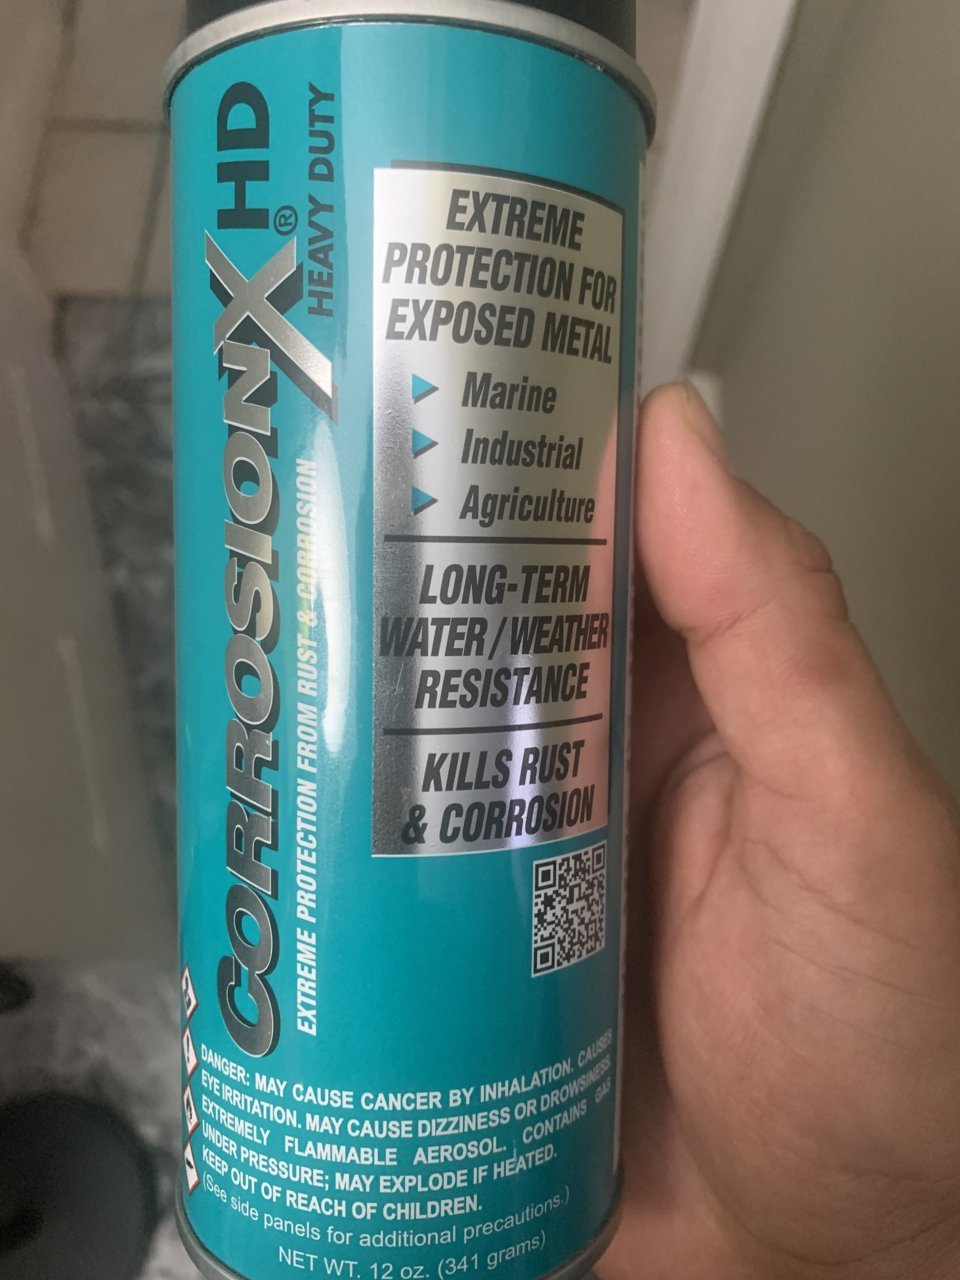 CORROSIONX® HD
HEAVY DUTY
EXTREME PROTECTION FROM RUST & CORROSION
EXTREME
PROTECTION FOR
EXPOSED METAL
Marine
Industrial
Agriculture
LONG-TERM
WATER / WEATHER
RESISTANCE
KILLS RUST
& CORROSION
DANGER: MAY CAUSE CANCER BY INHALATION. CAUSES
EYE IRRITATION. MAY CAUSE DIZZINESS OR DROWSINESS.
EXTREMELY FLAMMABLE AEROSOL. CONTAINS GAS
UNDER PRESSURE; MAY EXPLODE IF HEATED.
KEEP OUT OF REACH OF CHILDREN.
(See side panels for additional precautions.)
NET WT. 12 oz. (341 grams)